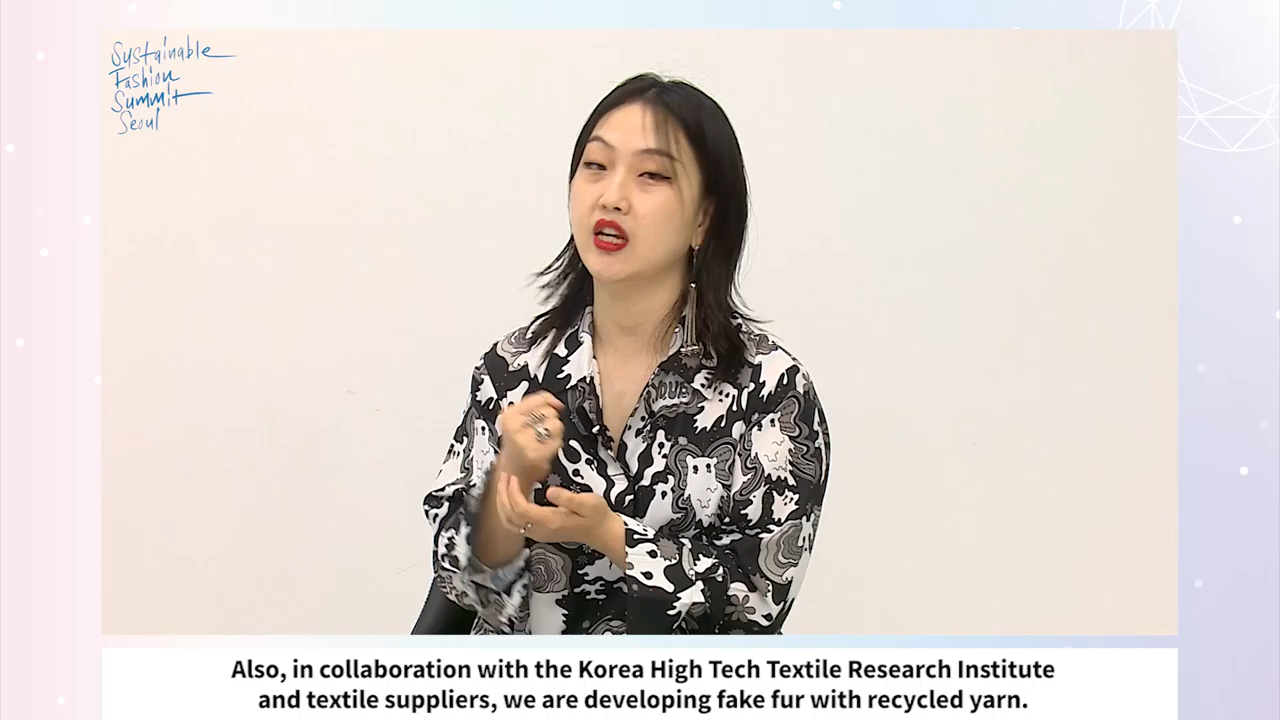 Sustainable
Fashion
Summit
Seoul
Also, in collaboration with the Korea High Tech Textile Research Institute
and textile suppliers, we are developing fake fur with recycled yarn.